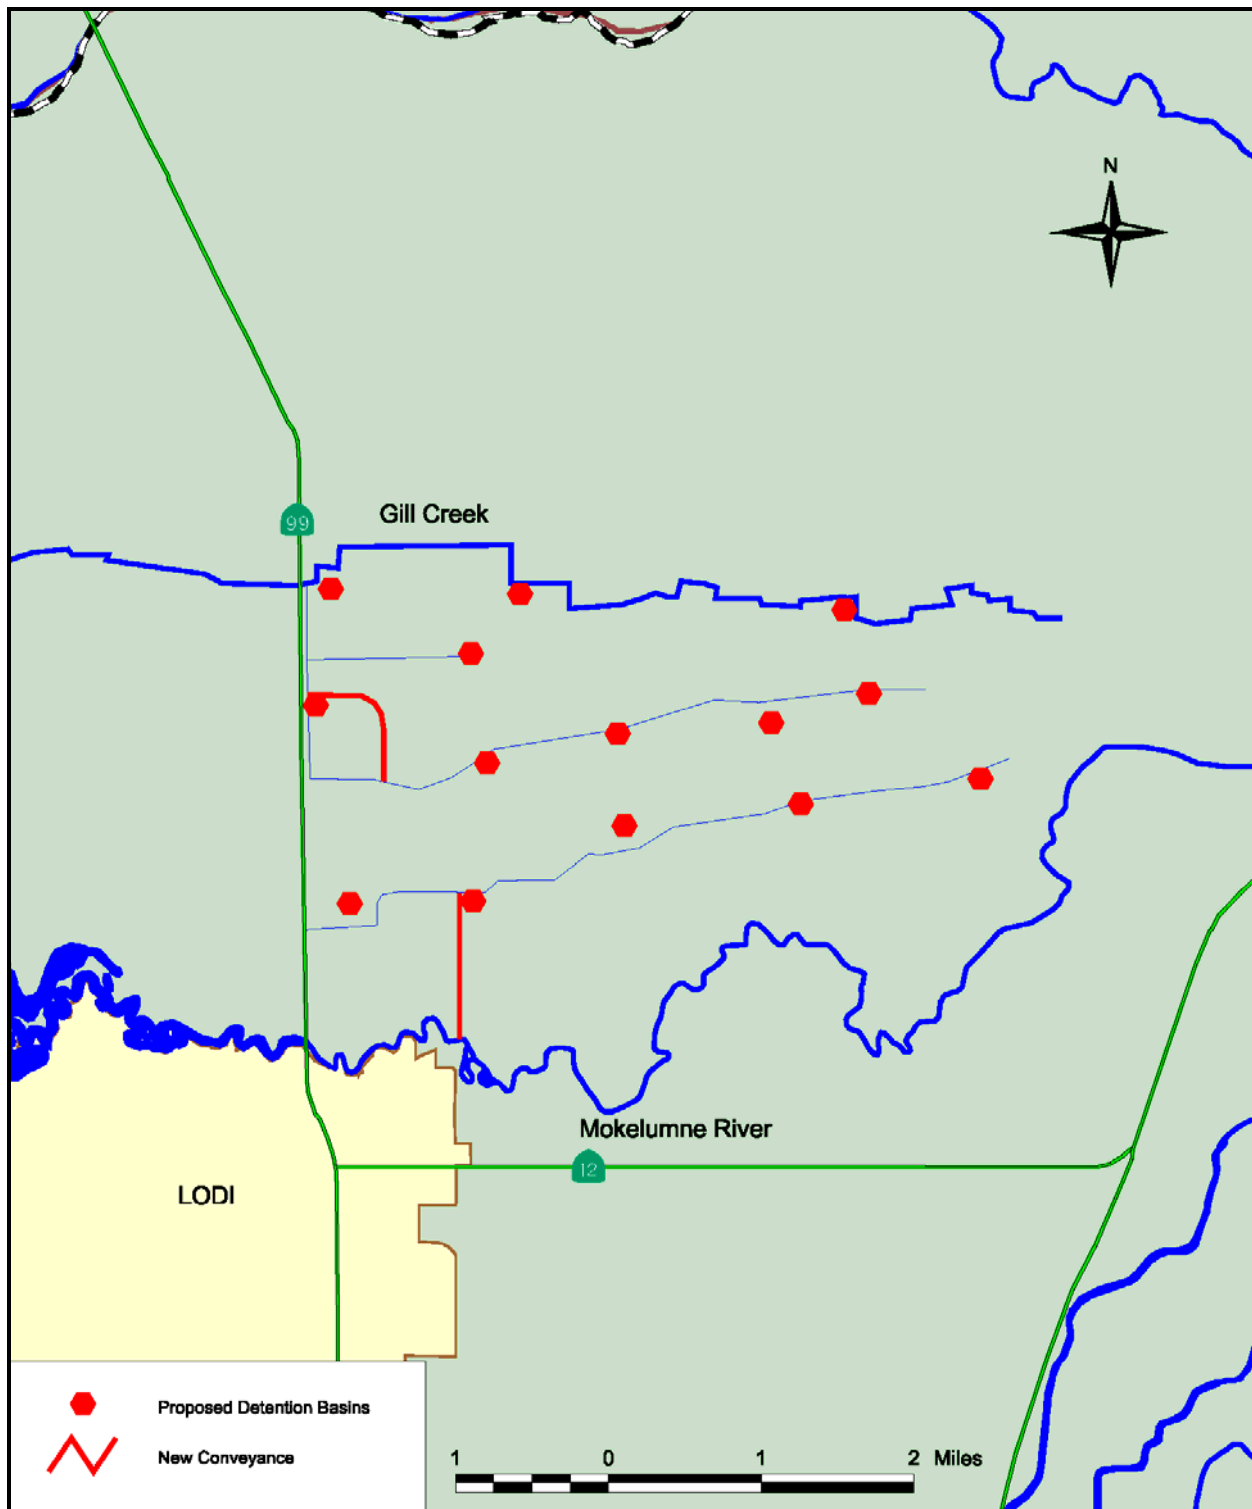 N
99
Gill Creek
Mokelumne River
12
LODI
Proposed Detention Basins
New Conveyance
1 0 1 2 Miles